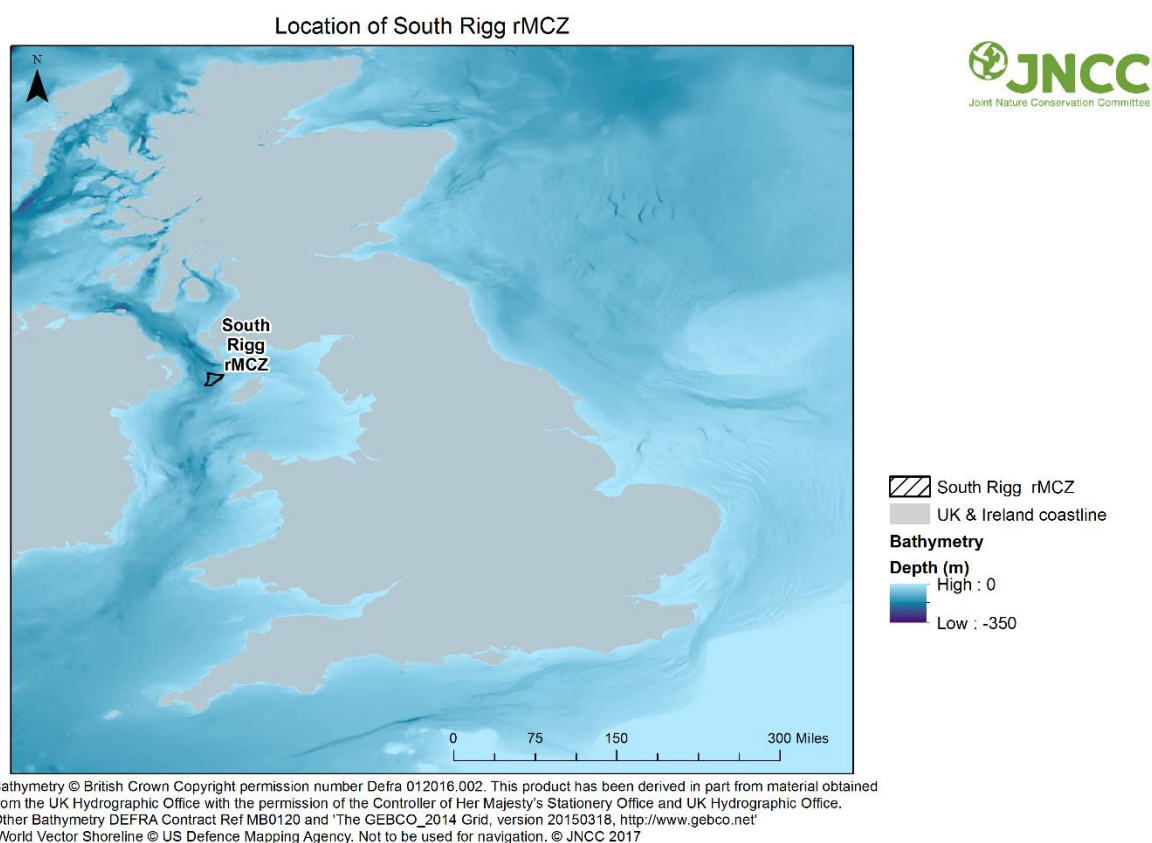 Location of South Rigg rMCZ
N
JNCC
Joint Nature Conservation Committee
South
Rigg
rMCZ
South Rigg rMCZ
UK & Ireland coastline
Bathymetry
Depth (m)
High : 0
Low : -350
0 75 150 300 Miles
athymetry © British Crown Copyright permission number Defra 012016.002. This product has been derived in part from material obtained
rom the UK Hydrographic Office with the permission of the Controller of Her Majesty's Stationery Office and UK Hydrographic Office.
ther Bathymetry DEFRA Contract Ref MB0120 and 'The GEBCO_2014 Grid, version 20150318, http://www.gebco.net'
World Vector Shoreline © US Defence Mapping Agency. Not to be used for navigation. © JNCC 2017